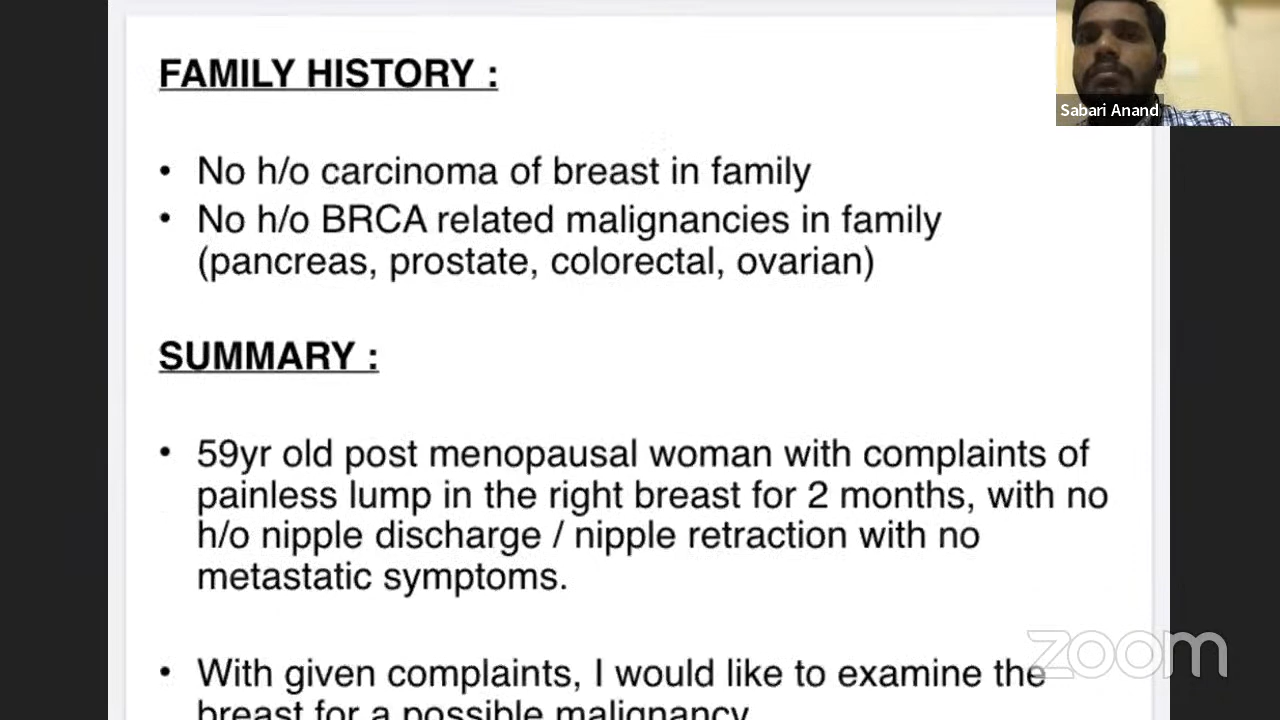 FAMILY HISTORY :
• No h/o carcinoma of breast in family
• No h/o BRCA related malignancies in family
(pancreas, prostate, colorectal, ovarian)
SUMMARY :
• 59yr old post menopausal woman with complaints of
painless lump in the right breast for 2 months, with no
h/o nipple discharge / nipple retraction with no
metastatic symptoms.
• With given complaints, I would like to examine the
breast for a possible malignancy
Sabari Anand
zoom